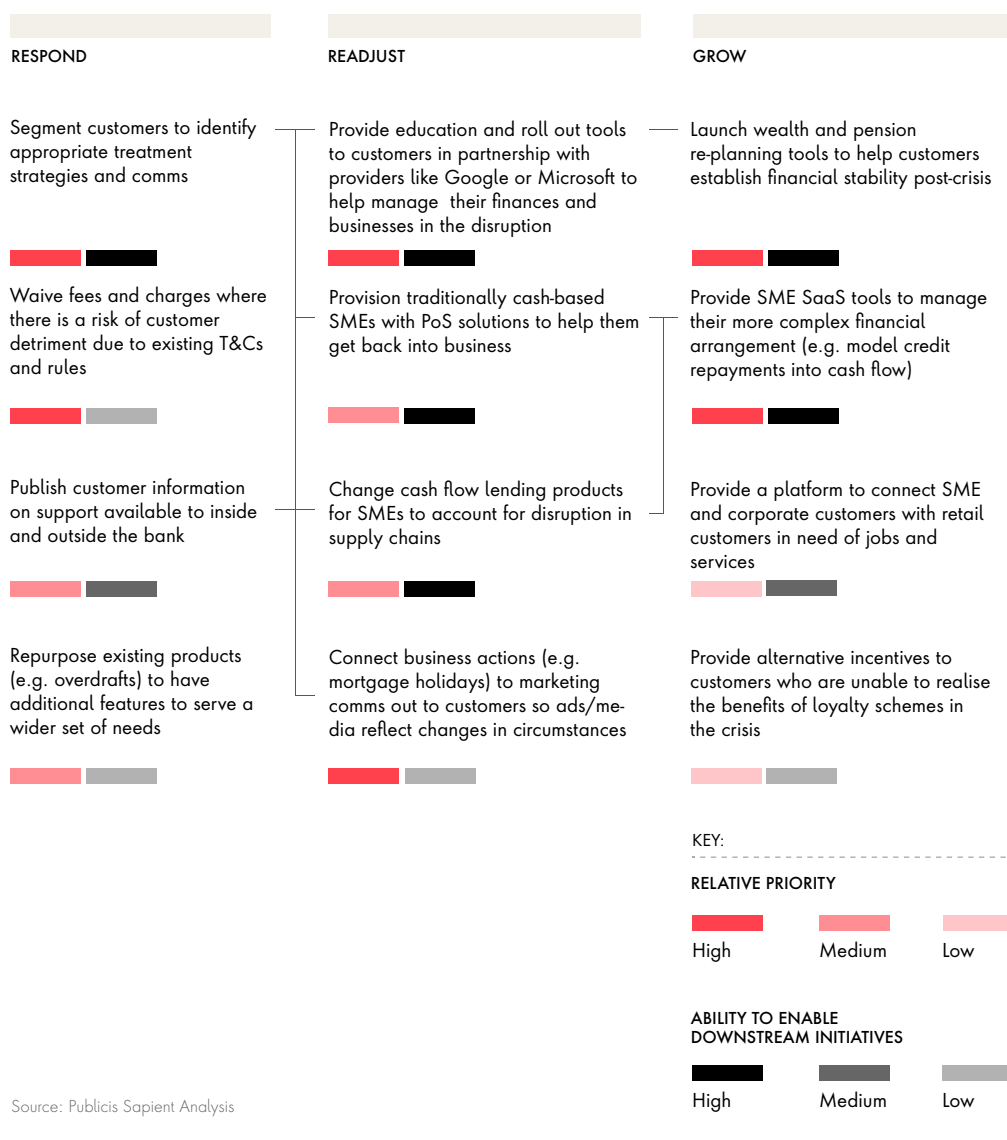 RESPOND
Segment customers to identify
appropriate treatment
strategies and comms
Waive fees and charges where
there is a risk of customer
detriment due to existing T&Cs
and rules
Publish customer information
on support available to inside
and outside the bank
Repurpose existing products
(e.g. overdrafts) to have
additional features to serve a
wider set of needs
READJUST
Provide education and roll out tools
to customers in partnership with
providers like Google or Microsoft to
help manage  their finances and
businesses in the disruption
Provision traditionally cash-based
SMEs with PoS solutions to help them
get back into business
Change cash flow lending products
for SMEs to account for disruption in
supply chains
Connect business actions (e.g.
mortgage holidays) to marketing
comms out to customers so ads/me-
dia reflect changes in circumstances
GROW
Launch wealth and pension
re-planning tools to help customers
establish financial stability post-crisis
Provide SME SaaS tools to manage
their more complex financial
arrangement (e.g. model credit
repayments into cash flow)
Provide a platform to connect SME
and corporate customers with retail
customers in need of jobs and
services
Provide alternative incentives to
customers who are unable to realise
the benefits of loyalty schemes in
the crisis
KEY:
RELATIVE PRIORITY
High
Medium
Low
ABILITY TO ENABLE
DOWNSTREAM INITIATIVES
High
Medium
Low
Source: Publicis Sapient Analysis